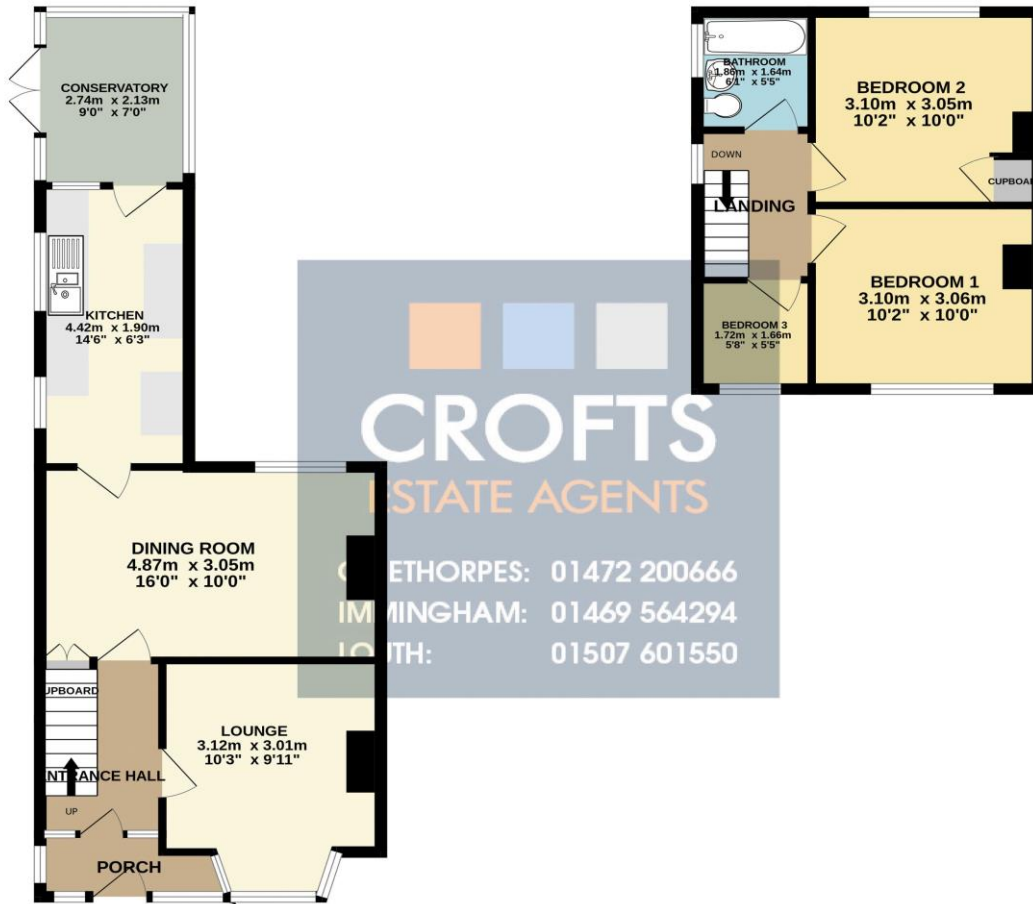 CONSERVATORY
2.74m x 2.13m
9'0" x 7'0"
KITCHEN
4.42m x 1.90m
14'6" x 6'3"
DINING ROOM
4.87m x 3.05m
16'0" x 10'0"
UPBOARD
LOUNGE
3.12m x 3.01m
10'3" x 9'11"
NTRANCE HALL
UP
PORCH
BATHROOM
1.86m x 1.64m
6'1" x 5'5"
BEDROOM 2
3.10m x 3.05m
10'2" x 10'0"
CUPBOAR
DOWN
LANDING
BEDROOM 1
3.10m x 3.06m
10'2" x 10'0"
BEDROOM 3
1.72m x 1.66m
5'8" x 5'5"
CROFTS
ESTATE AGENTS
ETHORPES: 01472 200666
IMMINGHAM: 01469 564294
LOUTH: 01507 601550